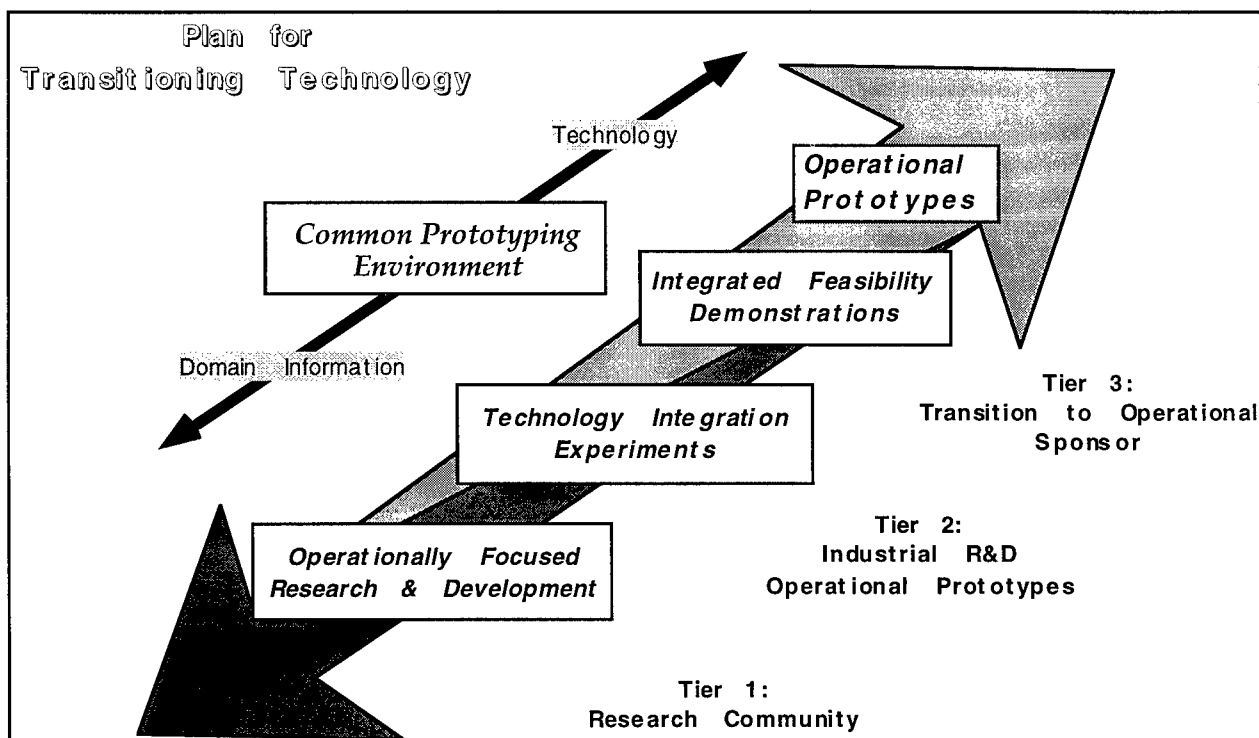 Plan for
Transitioning Technology
Technology
Operational
Prototypes
Common Prototyping
Environment
Integrated Feasibility
Demonstrations
Domain Information
Technology Integration
Experiments
Tier 3:
Transition to Operational
Sponsor
Operationally Focused
Research & Development
Tier 2:
Industrial R&D
Operational Prototypes
Tier 1:
Research Community